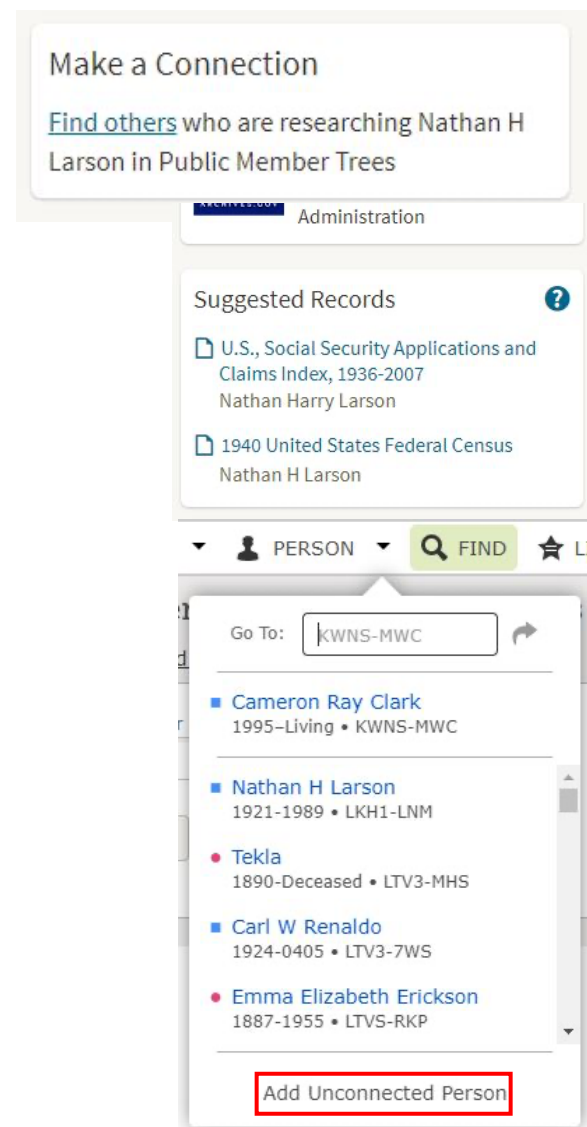 Make a Connection
Find others who are researching Nathan H
Larson in Public Member Trees
ARCHIVES.GOV
Administration
Suggested Records ?
U.S., Social Security Applications and
Claims Index, 1936-2007
Nathan Harry Larson
1940 United States Federal Census
Nathan H Larson
PERSON FIND L
Go To: KWNS-MWC
Cameron Ray Clark
1995–Living • KWNS-MWC
Nathan H Larson
1921-1989 • LKH1-LNM
Tekla
1890-Deceased • LTV3-MHS
Carl W Renaldo
1924-0405 • LTV3-7WS
Emma Elizabeth Erickson
1887-1955 • LTVS-RKP
Add Unconnected Person